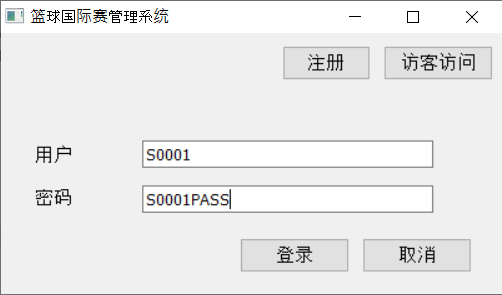 篮球国际赛管理系统
注册 访客访问
用户 S0001
密码 S0001PASS
登录 取消